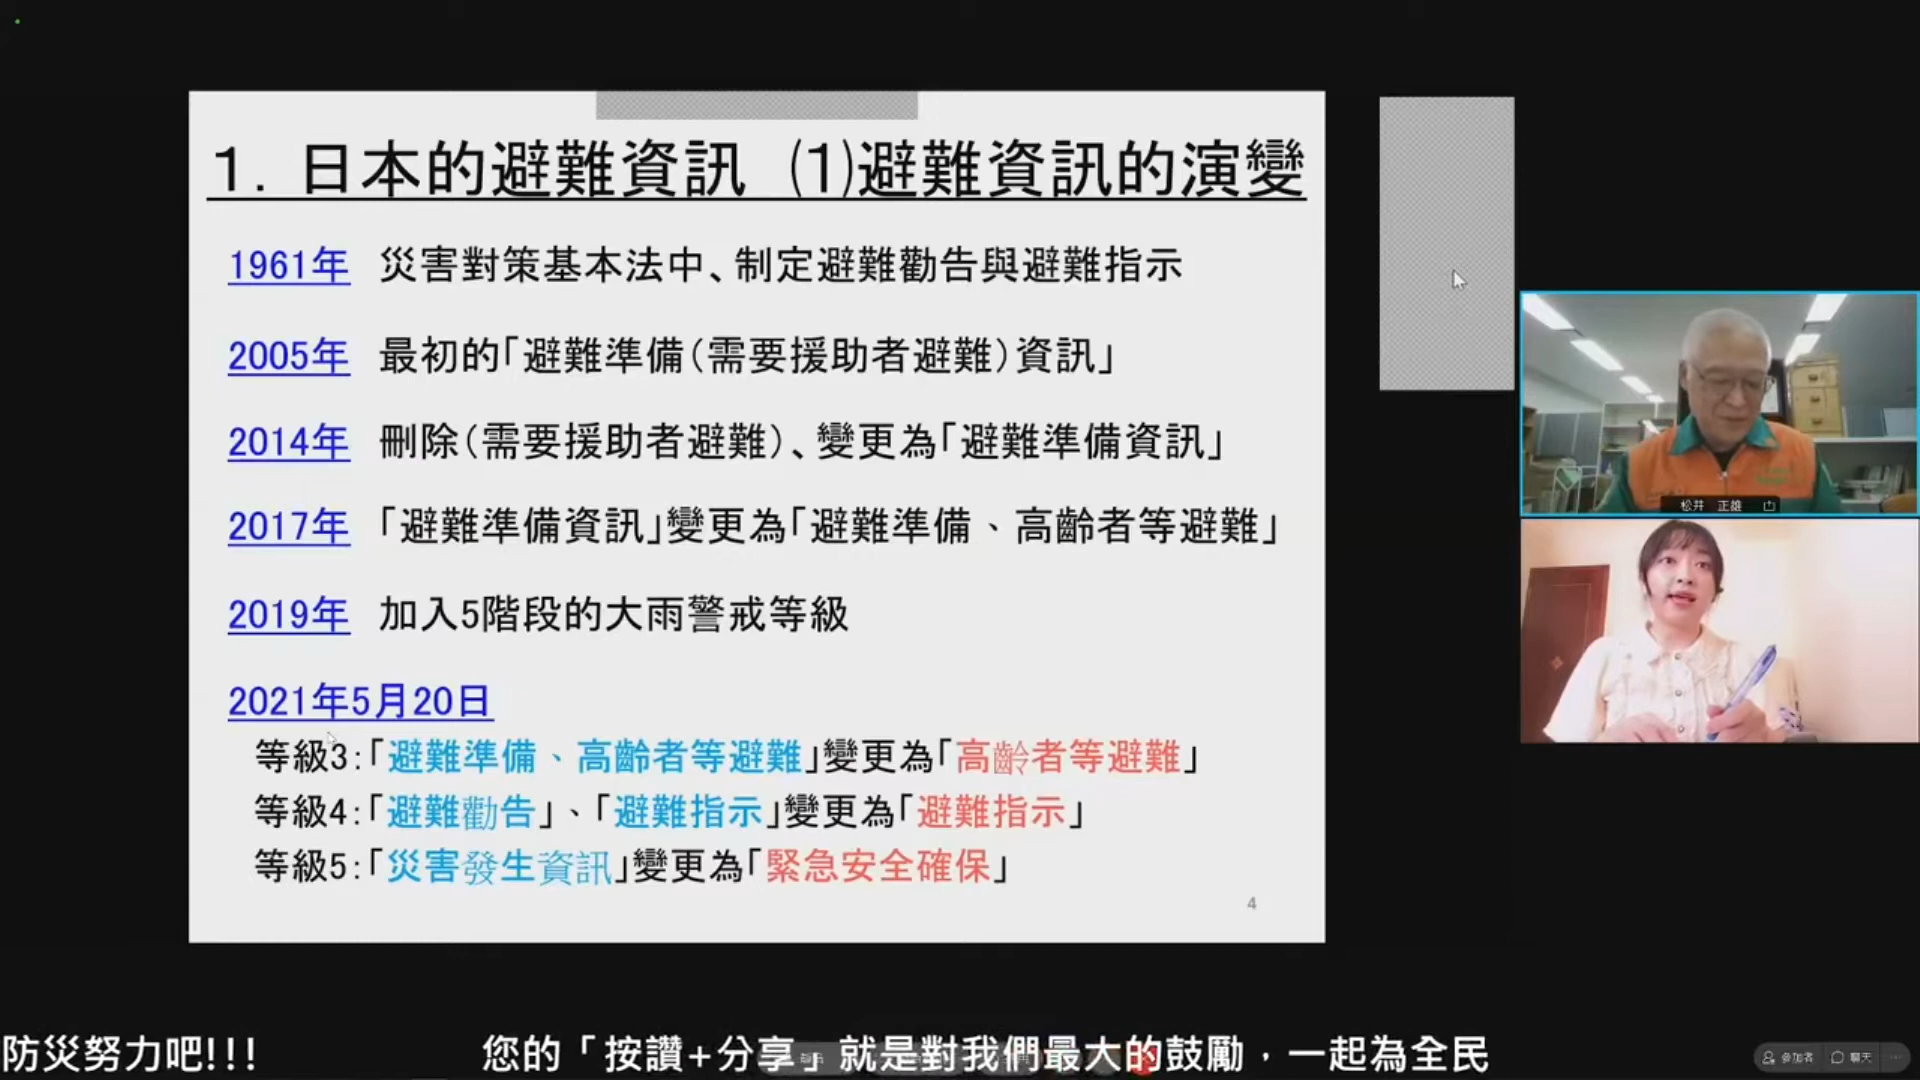 1. 日本的避難資訊 (1)避難資訊的演變
1961年 災害對策基本法中、制定避難勸告與避難指示
2005年 最初的「避難準備(需要援助者避難)資訊」
2014年 刪除(需要援助者避難)、變更為「避難準備資訊」
2017年 「避難準備資訊」變更為「避難準備、高齡者等避難」
2019年 加入5階段的大雨警戒等級
2021年5月20日
等級3:「避難準備、高齡者等避難」變更為「高齡者等避難」
等級4:「避難勸告」、「避難指示」變更為「避難指示」
等級5:「災害發生資訊」變更為「緊急安全確保」
4
松井 正雄
防災努力吧!!! 您的「按讚+分享」就是對我們最大的鼓勵,一起為全民
參加者 聊天